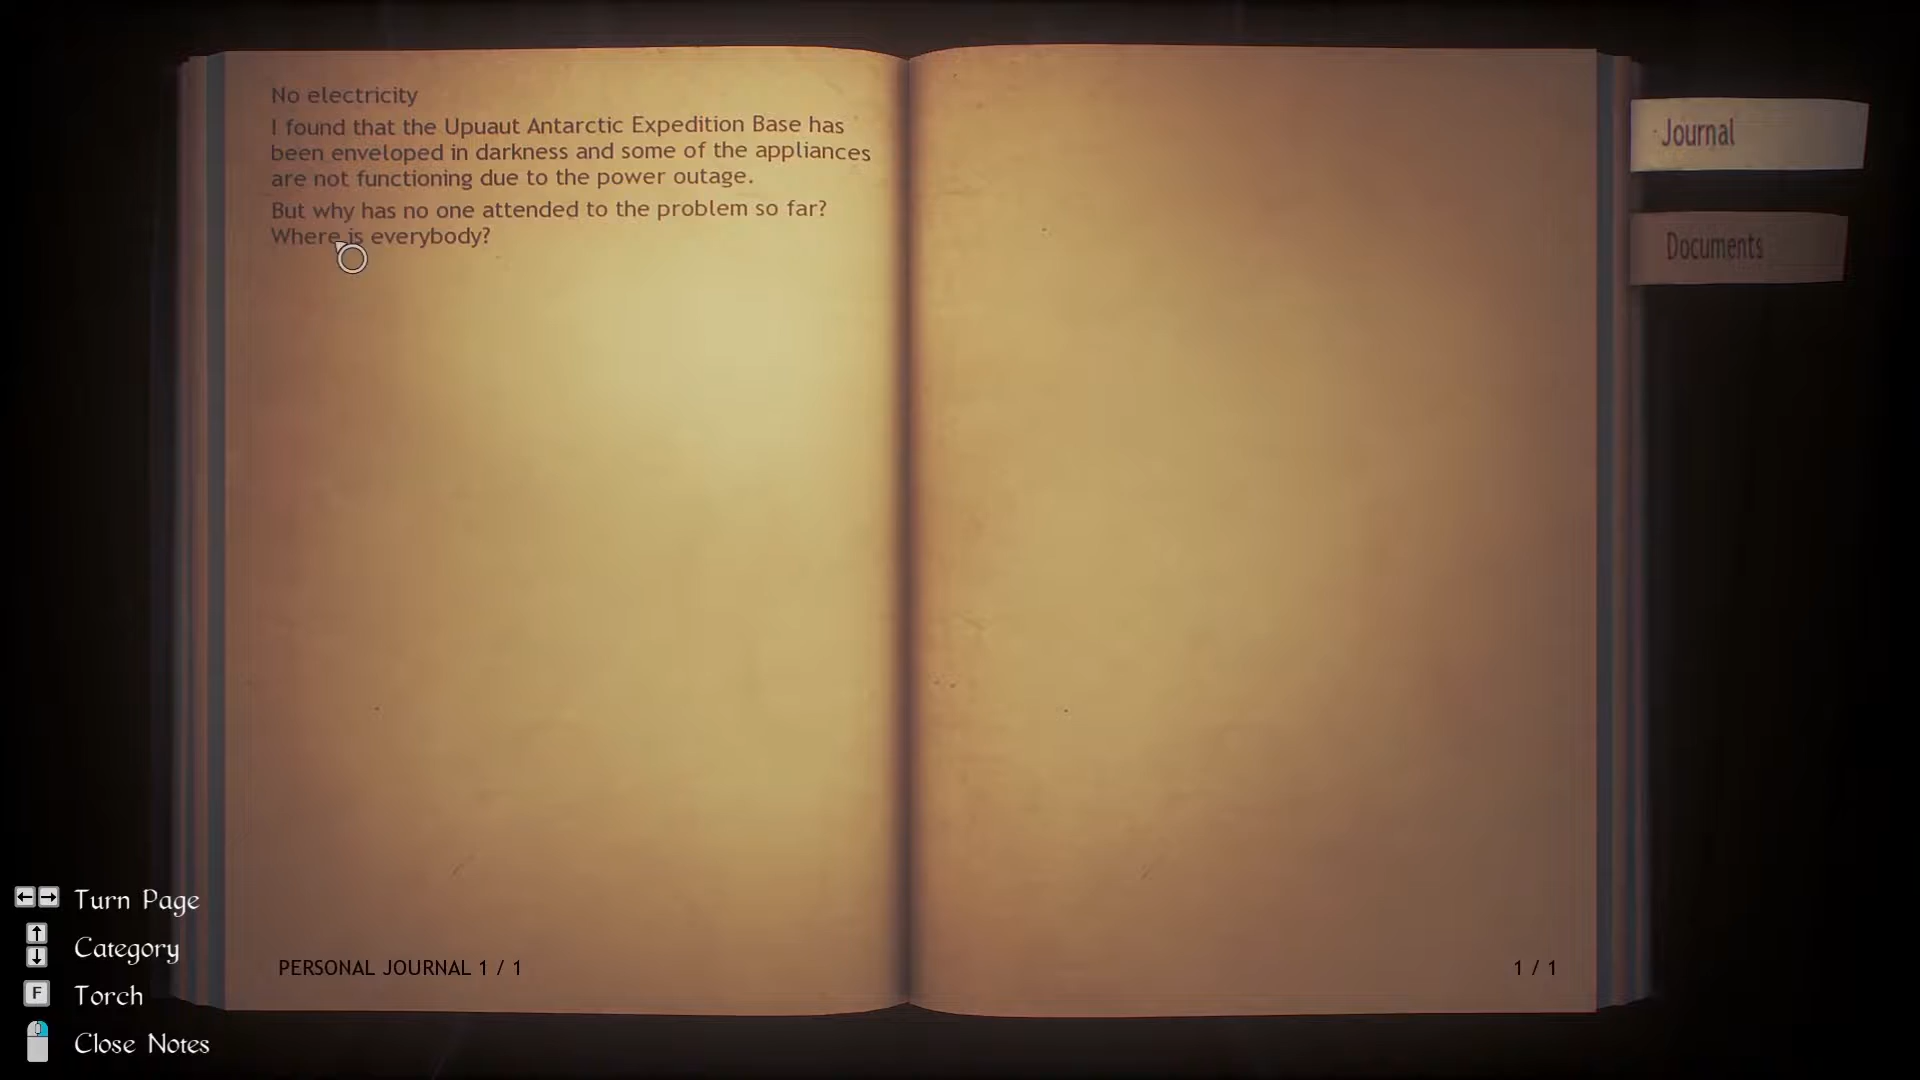 No electricity
I found that the Upuaut Antarctic Expedition Base has
been enveloped in darkness and some of the appliances
are not functioning due to the power outage.
But why has no one attended to the problem so far?
Where is everybody?
Journal
Documents
Turn Page
Category
F Torch
Close Notes
PERSONAL JOURNAL 1 / 1
1 / 1